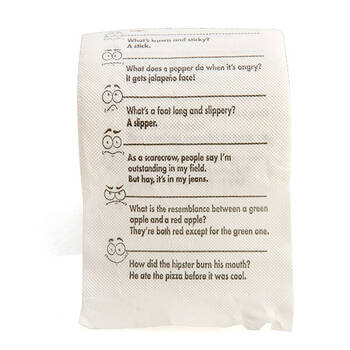 What's brown and sticky?
A stick.
What does a pepper do when it's angry?
It gets jalapeño face!
What's a foot long and slippery?
A slipper.
As a scarecrow, people say I'm
outstanding in my field.
But hay, it's in my jeans.
What is the resemblance between a green
apple and a red apple?
They're both red except for the green one.
How did the hipster burn his mouth?
He ate the pizza before it was cool.